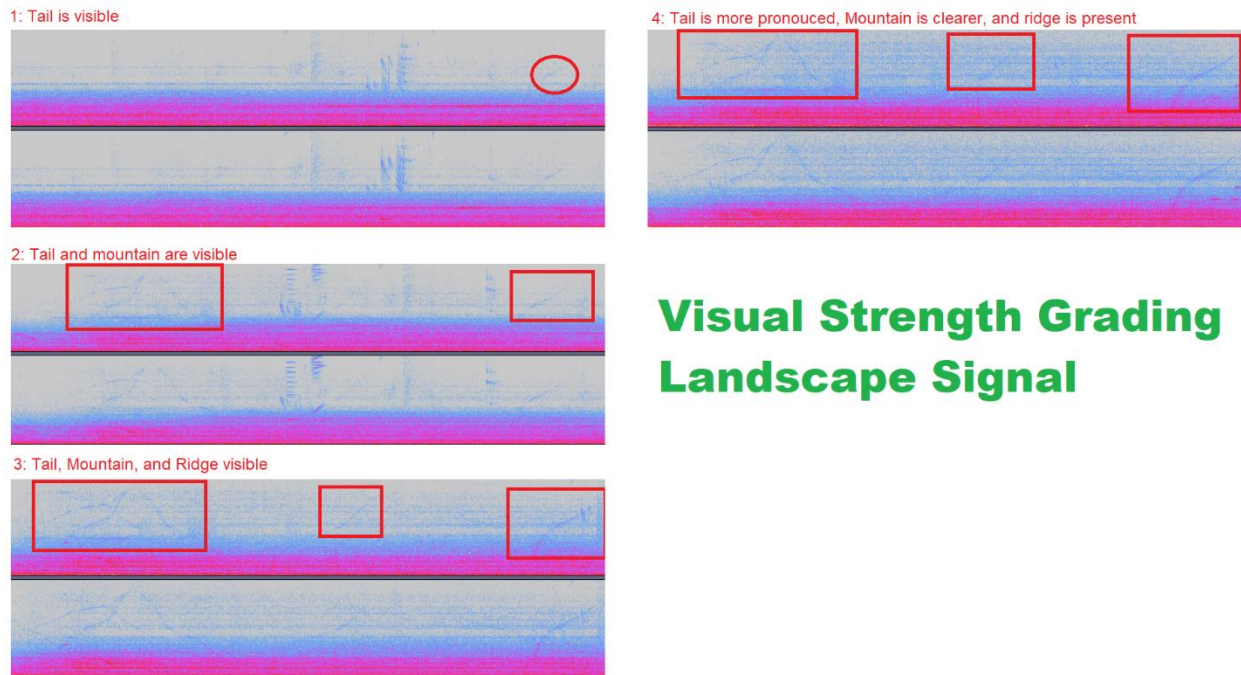 1: Tail is visible
4: Tail is more pronouced, Mountain is clearer, and ridge is present
2: Tail and mountain are visible
Visual Strength Grading
Landscape Signal
3: Tail, Mountain, and Ridge visible